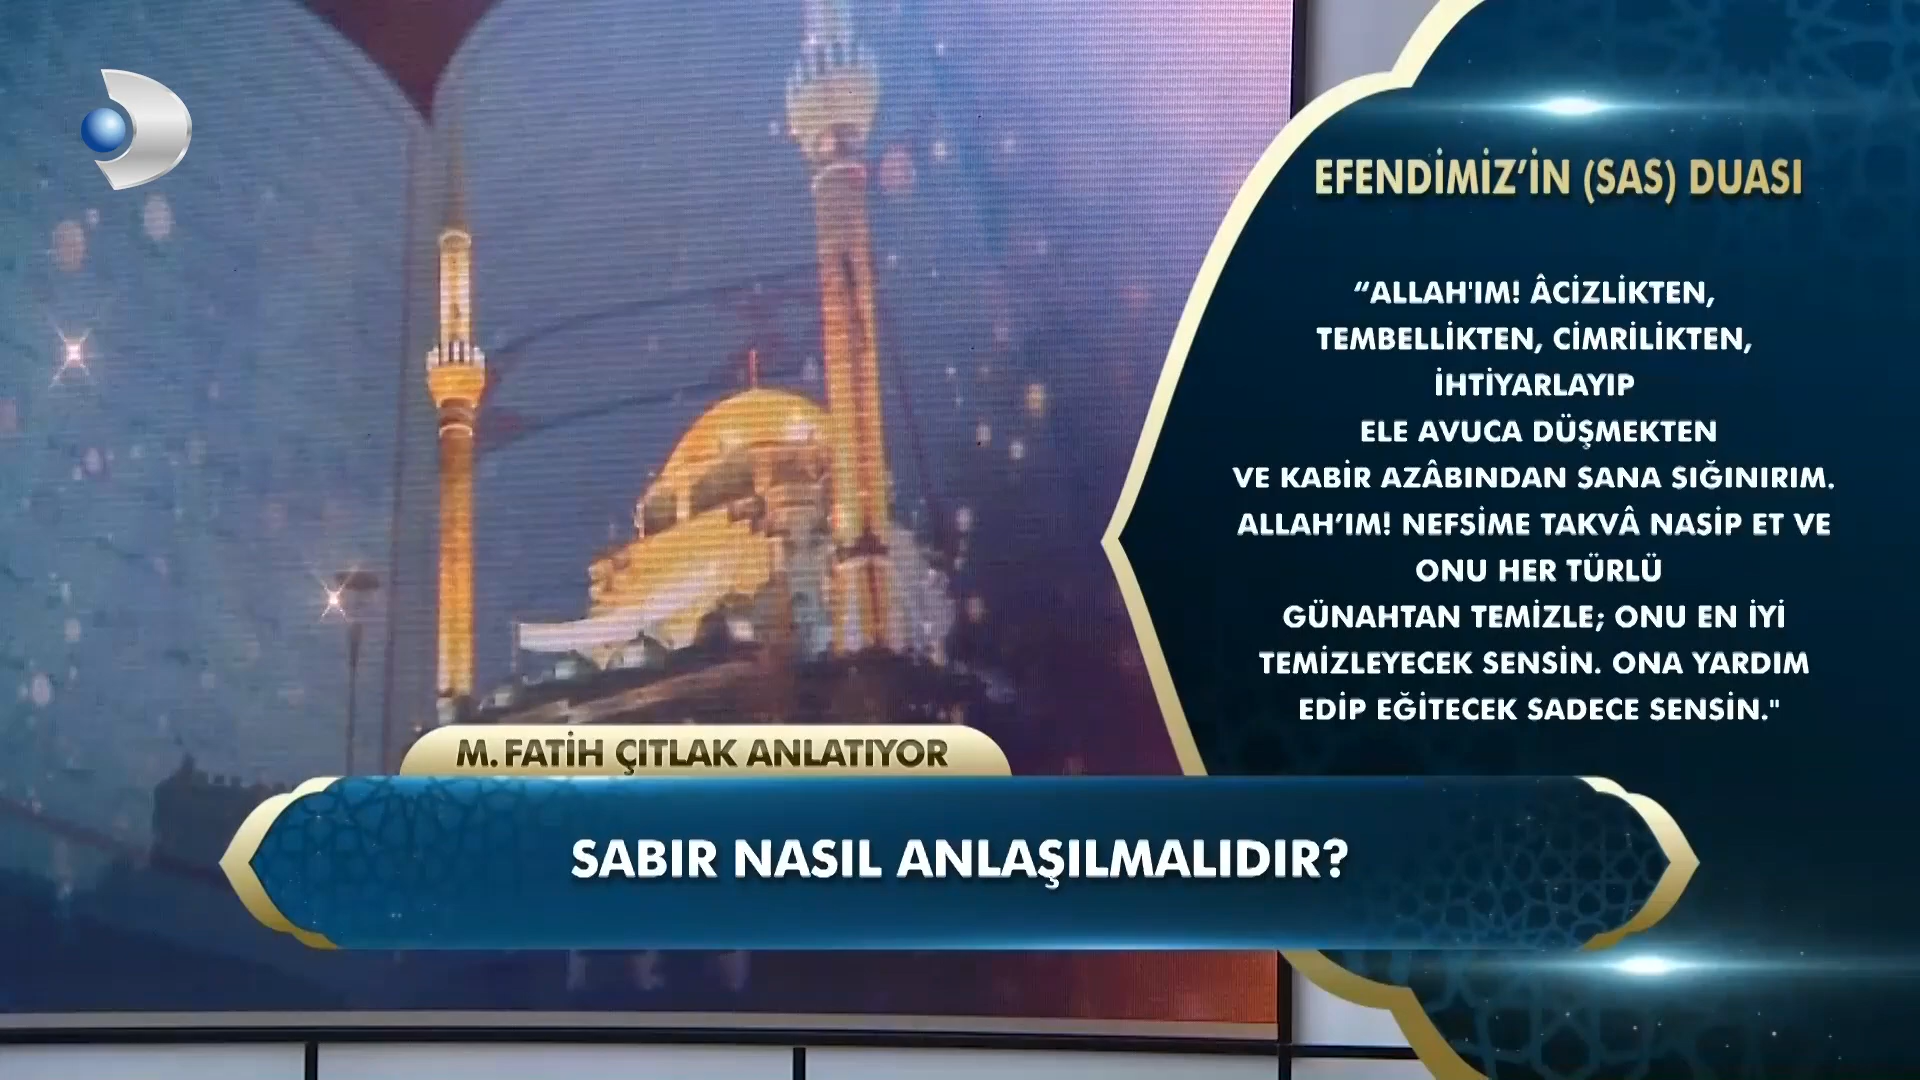 EFENDİMİZ’İN (SAS) DUASI
“ALLAH'IM! ÂCİZLİKTEN,
TEMBELLİKTEN, CİMRİLİKTEN,
İHTİYARLAYIP
ELE AVUCA DÜŞMEKTEN
VE KABİR AZÂBINDAN SANA SIĞINIRIM.
ALLAH’IM! NEFSİME TAKVÂ NASİP ET VE
ONU HER TÜRLÜ
GÜNAHTAN TEMİZLE; ONU EN İYİ
TEMİZLEYECEK SENSİN. ONA YARDIM
EDİP EĞİTECEK SADECE SENSİN."
M. FATİH ÇITLAK ANLATIYOR
SABIR NASIL ANLAŞILMALIDIR?